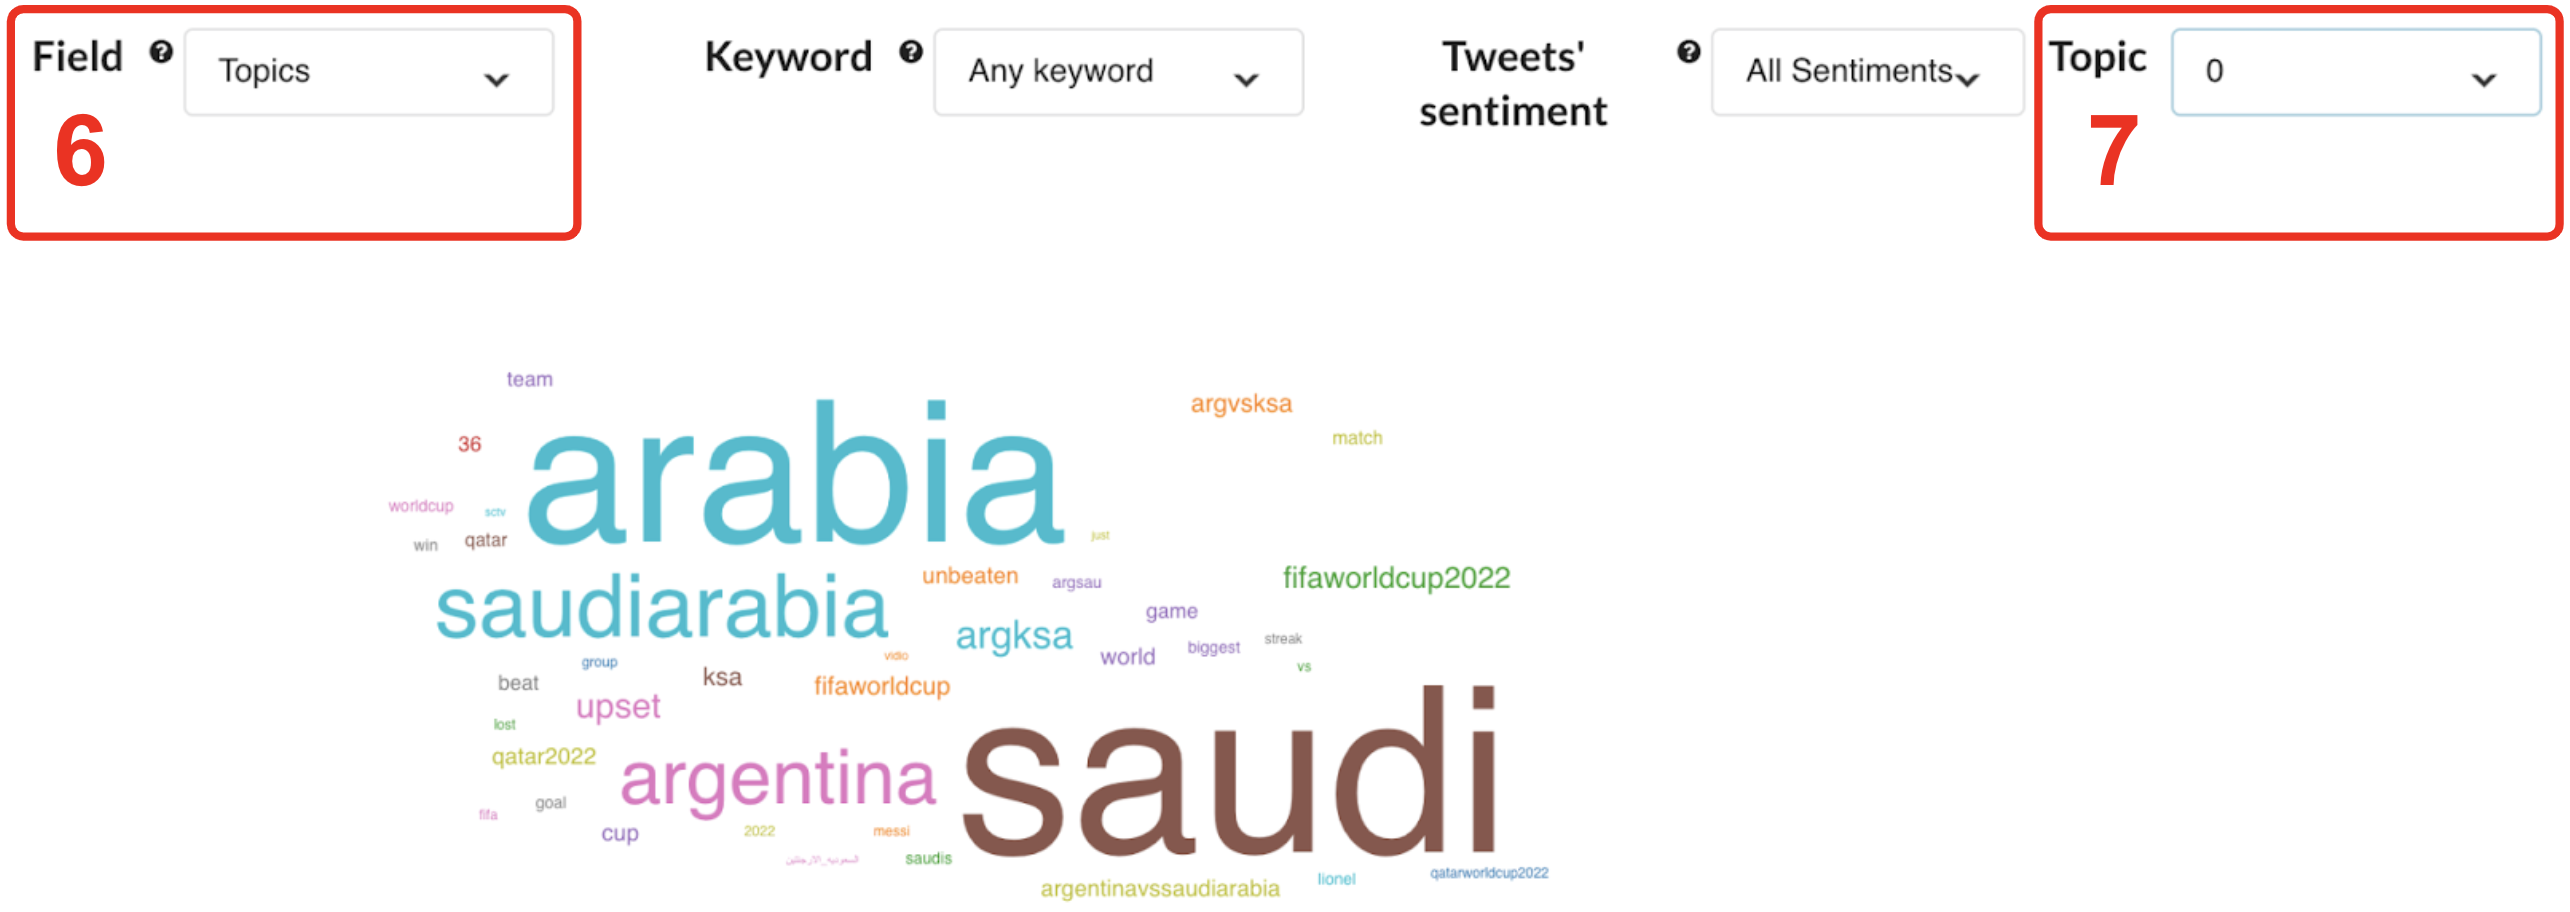 Field ? Topics
Keyword ? Any keyword
Tweets' sentiment ? All Sentiments
Topic 0
6
7
team
argvsksa
36
arabia
match
worldcup
sctv
win
qatar
just
saudiarabia
unbeaten
argsau
fifaworldcup2022
game
argksa
world
biggest
streak
vs
group
vidio
beat
ksa
fifaworldcup
upset
lost
qatar2022
argentina
saudi
fifa
goal
cup
2022
messi
السعوديه_الارجنتين
saudis
argentinavssaudiarabia
lionel
qatarworldcup2022